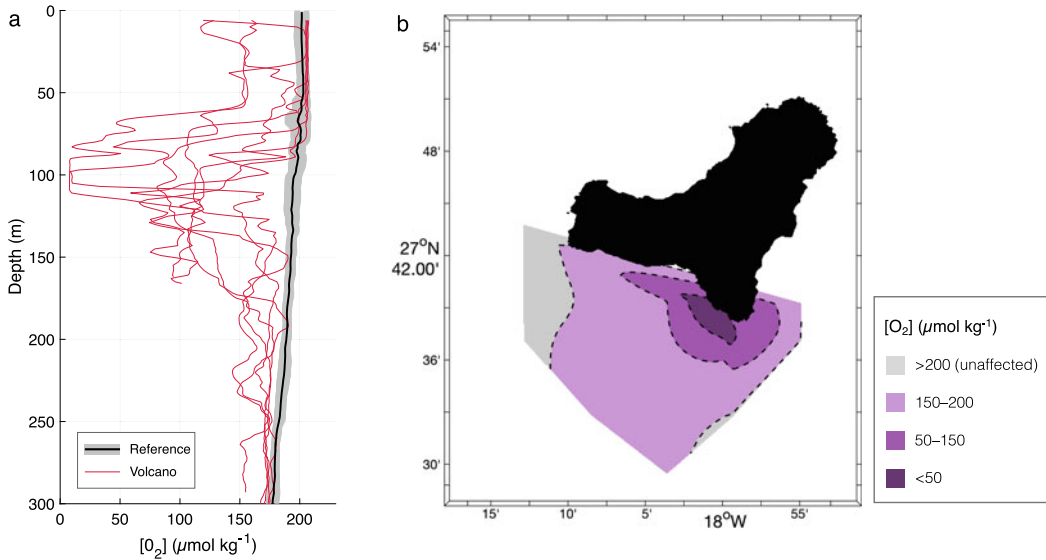 a
0
50
100
150
200
250
300
Depth (m)
Reference
Volcano
0
50
100
150
200
[0₂] (µmol kg⁻¹)
b
54'
48'
27°N
42.00'
36'
30'
15'
10'
5'
18°W
55'
[O₂] (µmol kg⁻¹)
>200 (unaffected)
150–200
50–150
<50